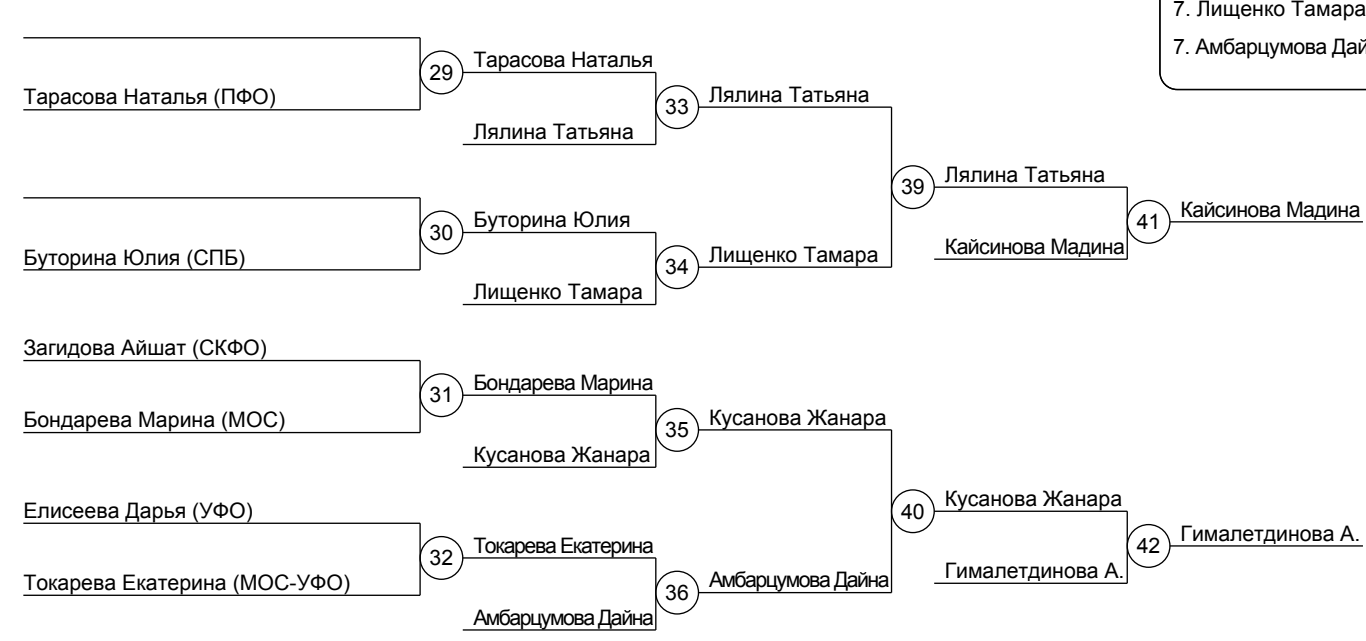 7. Лищенко Тамара
7. Амбарцумова
Тарасова Наталья (ПФО)
29
Тарасова Наталья
Лялина Татьяна
33
Лялина Татьяна
Буторина Юлия (СПБ)
30
Буторина Юлия
Лищенко Тамара
34
Лищенко Тамара
39
Лялина Татьяна
Кайсинова Мадина
41
Кайсинова Мадина
Загидова Айшат (СКФО)
Бондарева Марина (МОС)
31
Бондарева Марина
Кусанова Жанара
35
Кусанова Жанара
Елисеева Дарья (УФО)
Токарева Екатерина (МОС-УФО)
32
Токарева Екатерина
Амбарцумова Дайна
36
Амбарцумова Дайна
40
Кусанова Жанара
Гималетдинова А.
42
Гималетдинова А.